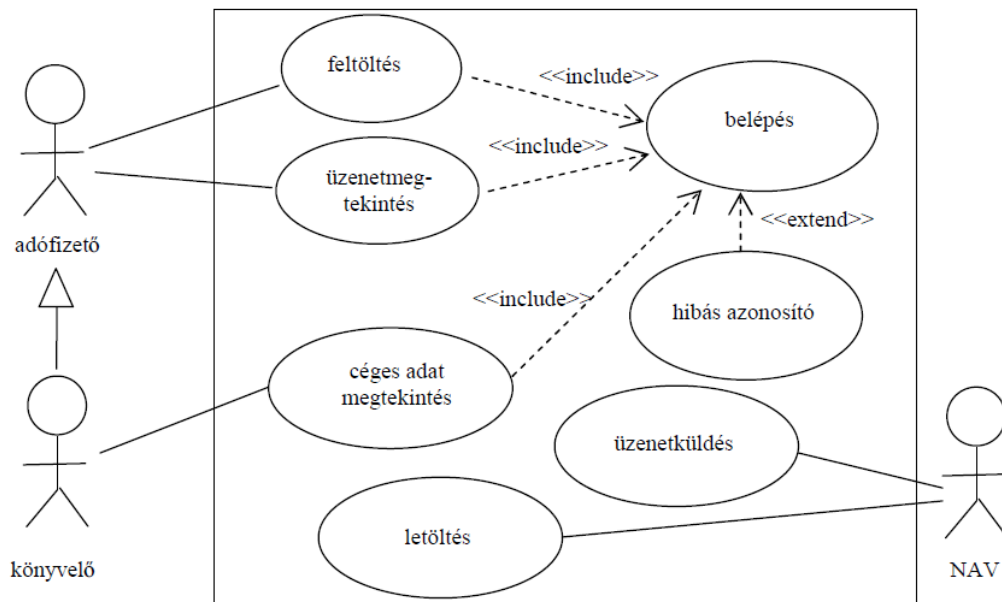 feltöltés
<<include>>
belépés
<<include>>
üzenetmeg-
tekintés
<<extend>>
adófizető
<<include>>
hibás azonosító
céges adat
megtekintés
üzenetküldés
letöltés
könyvelő
NAV